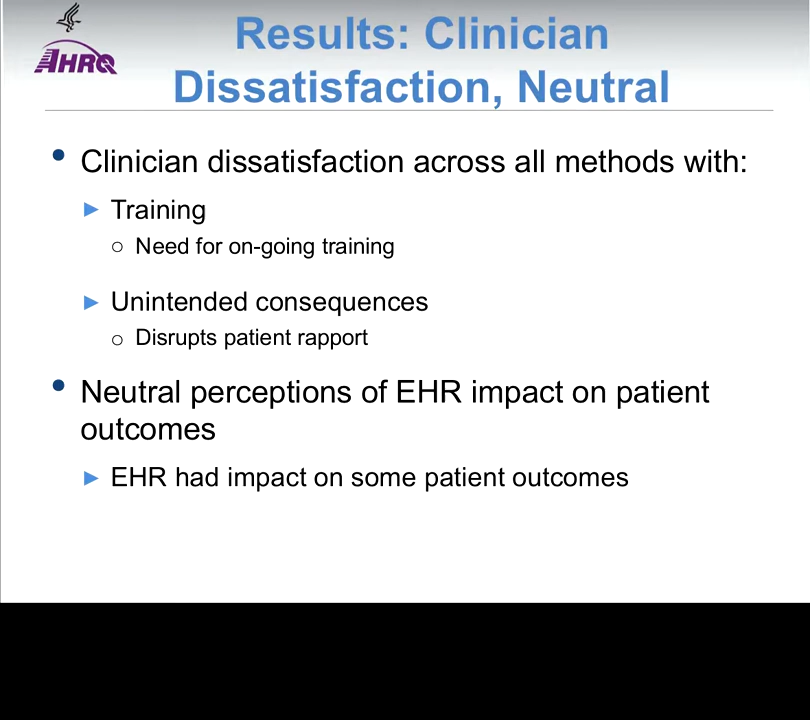 AHRQ
Results: Clinician
Dissatisfaction, Neutral
Clinician dissatisfaction across all methods with:
Training
Need for on-going training
Unintended consequences
Disrupts patient rapport
Neutral perceptions of EHR impact on patient
outcomes
EHR had impact on some patient outcomes